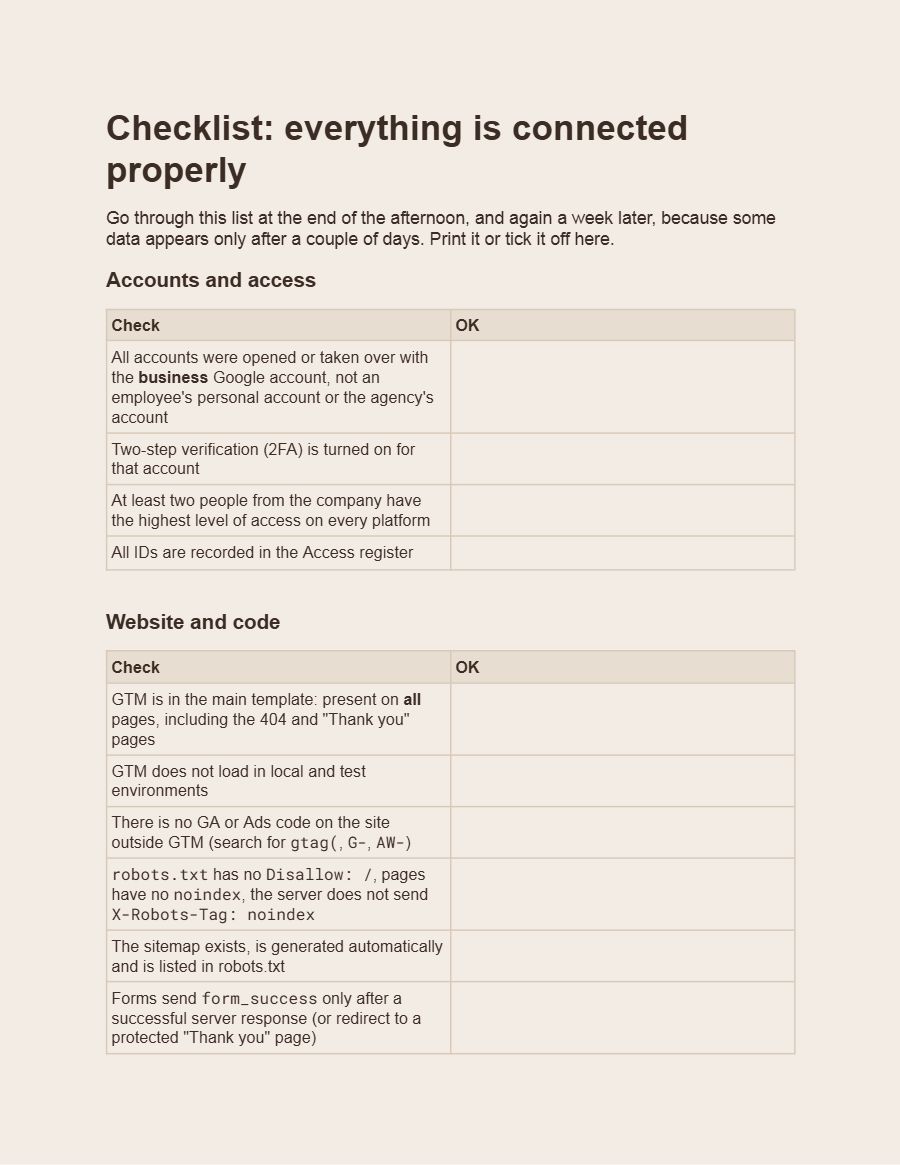 Checklist: everything is connected
properly
Go through this list at the end of the afternoon, and again a week later, because some
data appears only after a couple of days. Print it or tick it off here.
Accounts and access
Check OK
All accounts were opened or taken over with
the business Google account, not an
employee's personal account or the agency's
account
Two-step verification (2FA) is turned on for
that account
At least two people from the company have
the highest level of access on every platform
All IDs are recorded in the Access register
Website and code
Check OK
GTM is in the main template: present on all
pages, including the 404 and "Thank you"
pages
GTM does not load in local and test
environments
There is no GA or Ads code on the site
outside GTM (search for gtag(, G-, AW-)
robots.txt has no Disallow: /, pages
have no noindex, the server does not send
X-Robots-Tag: noindex
The sitemap exists, is generated automatically
and is listed in robots.txt
Forms send form_success only after a
successful server response (or redirect to a
protected "Thank you" page)